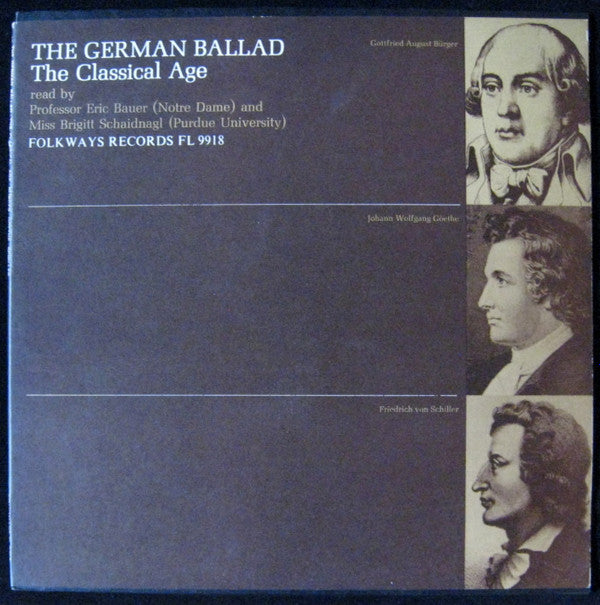 THE GERMAN BALLAD
The Classical Age
read by
Professor Eric Bauer (Notre Dame) and
Miss Brigitt Schaidnagl (Purdue University)
FOLKWAYS RECORDS FL 9918
Gottfried August Bürger
Johann Wolfgang Goethe
Friedrich von Schiller